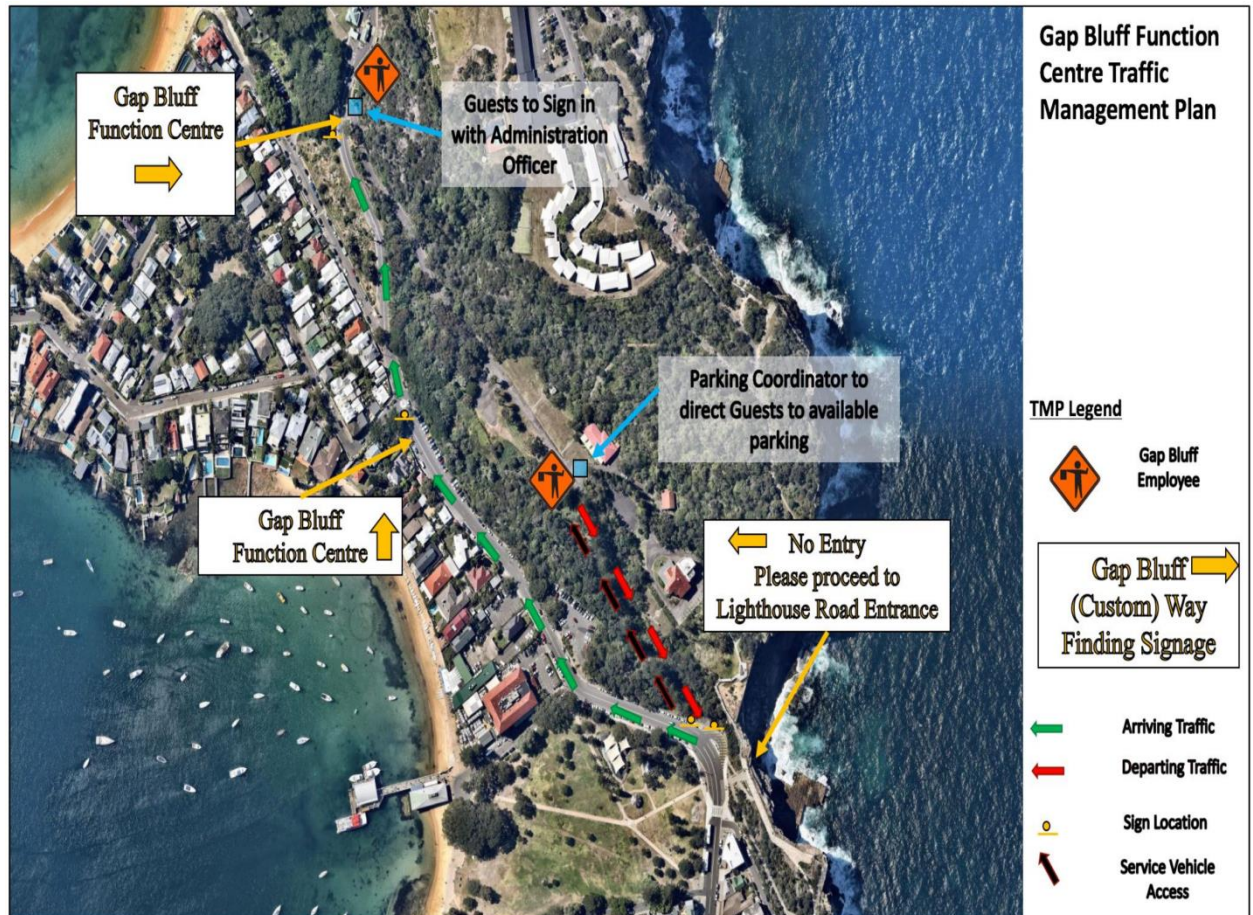 Gap Bluff Function
Centre Traffic
Management Plan
Gap Bluff
Function Centre
Guests to Sign in
with Administration
Officer
Parking Coordinator to
direct Guests to available
parking
Gap Bluff
Function Centre
No Entry
Please proceed to
Lighthouse Road Entrance
TMP Legend
Gap Bluff
Employee
Gap Bluff
(Custom) Way
Finding Signage
Arriving Traffic
Departing Traffic
Sign Location
Service Vehicle
Access